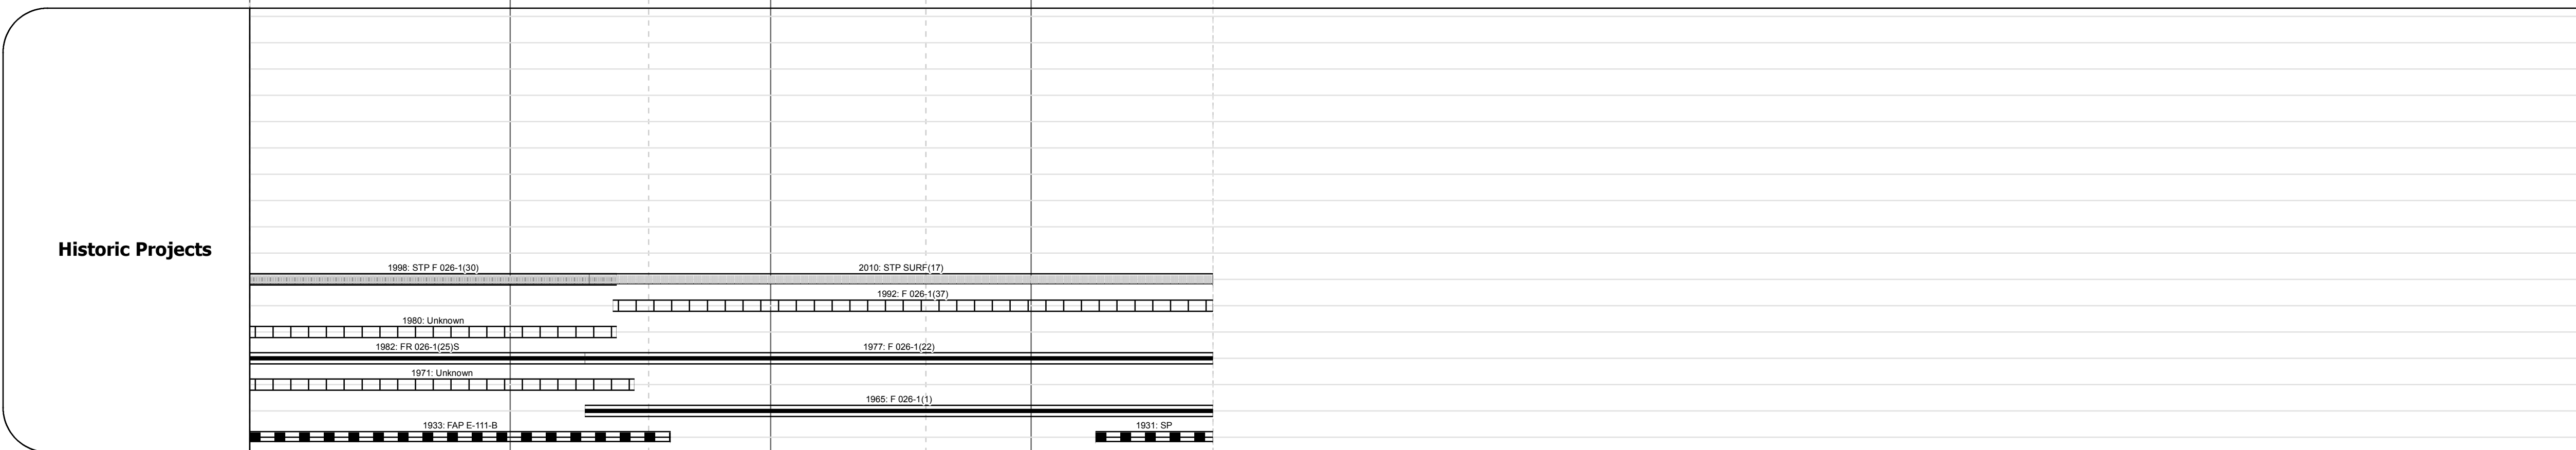 Historic Projects
1998: STP F 026-1(30)
2010: STP SURF(17)
1992: F 026-1(37)
1980: Unknown
1982: FR 026-1(25)S
1977: F 026-1(22)
1971: Unknown
1965: F 026-1(1)
1933: FAP E-111-B
1931: SP